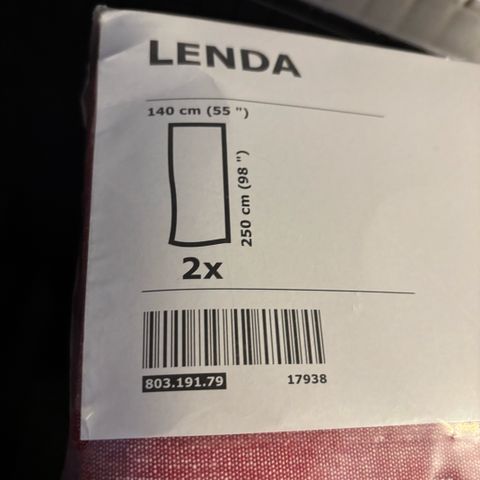 LENDA
140 cm (55 ")
250 cm (98 ")
2x
803.191.79
17938